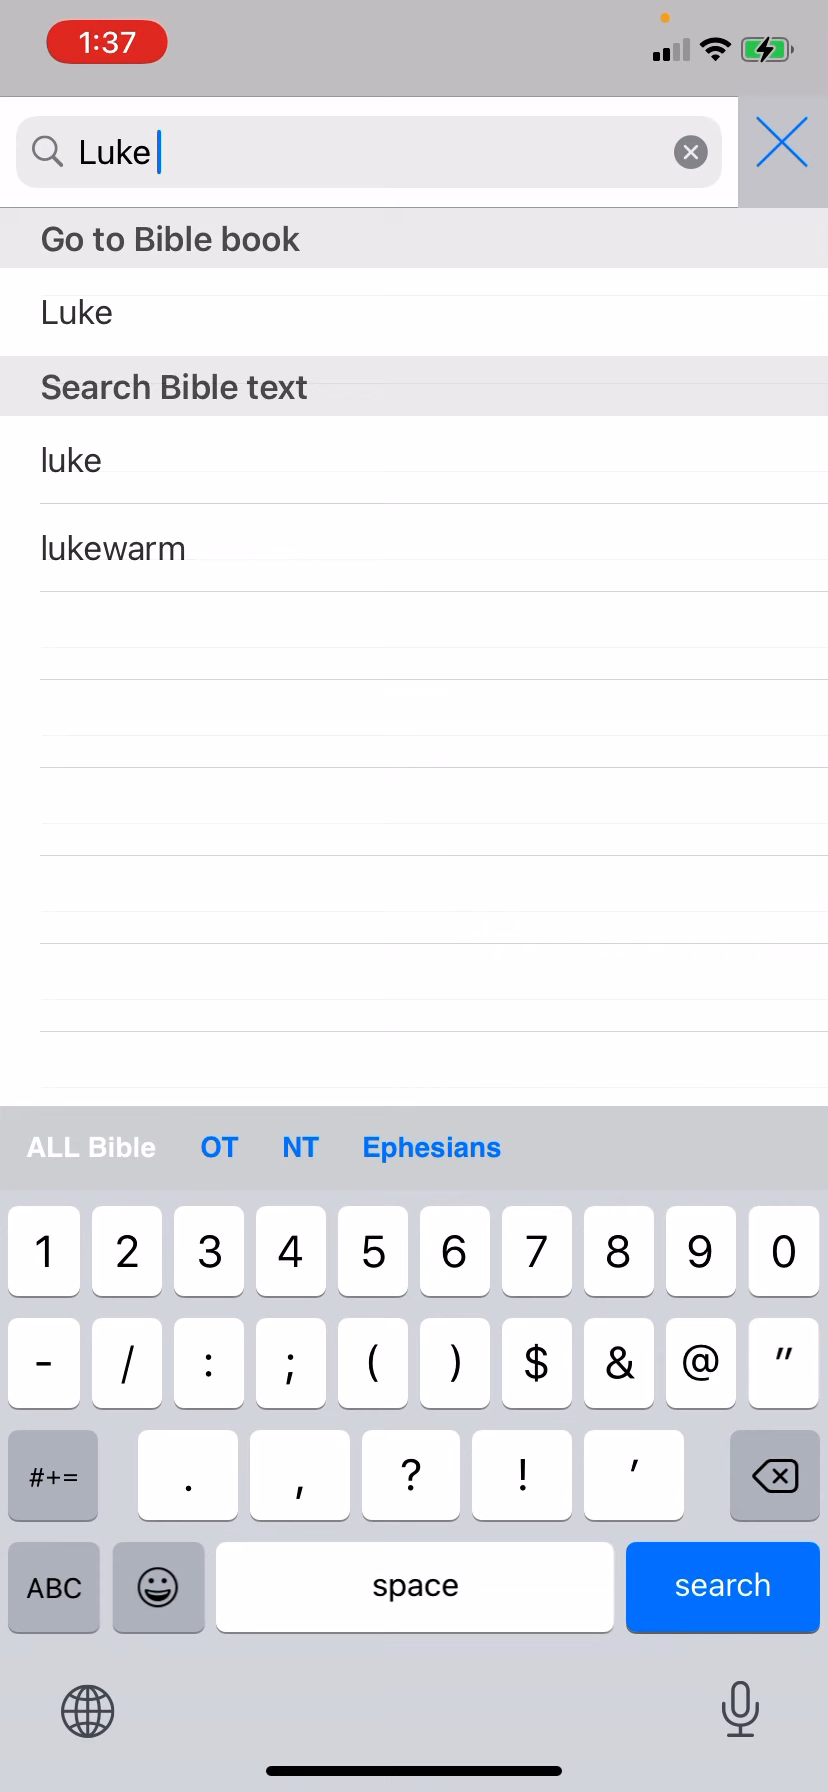 1:37
Luke
Go to Bible book
Luke
Search Bible text
luke
lukewarm
ALL Bible OT NT Ephesians
1 2 3 4 5 6 7 8 9 0
- / : ; ( ) $ & @ "
#+= . , ? ! '
ABC space search